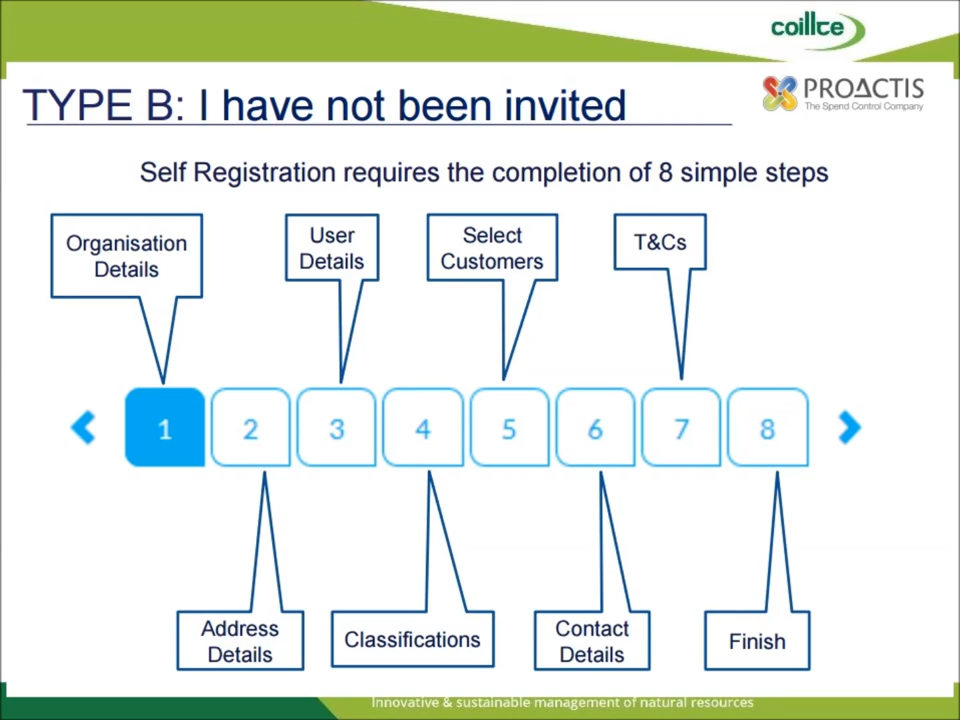 coillte
PROACTIS
The Spend Control Company
TYPE B: I have not been invited
Self Registration requires the completion of 8 simple steps
Organisation
Details
User
Details
Select
Customers
T&Cs
1 2 3 4 5 6 7 8
Address
Details
Classifications
Contact
Details
Finish
Innovative & sustainable management of natural resources